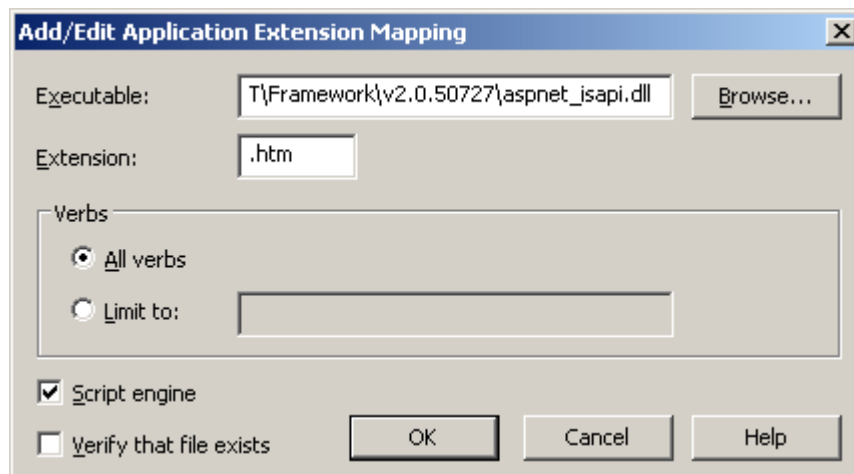 Add/Edit Application Extension Mapping
Executable: T\Framework\v2.0.50727\aspnet_isapi.dll Browse...
Extension: .htm
Verbs
All verbs
Limit to:
Script engine
Verify that file exists OK Cancel Help